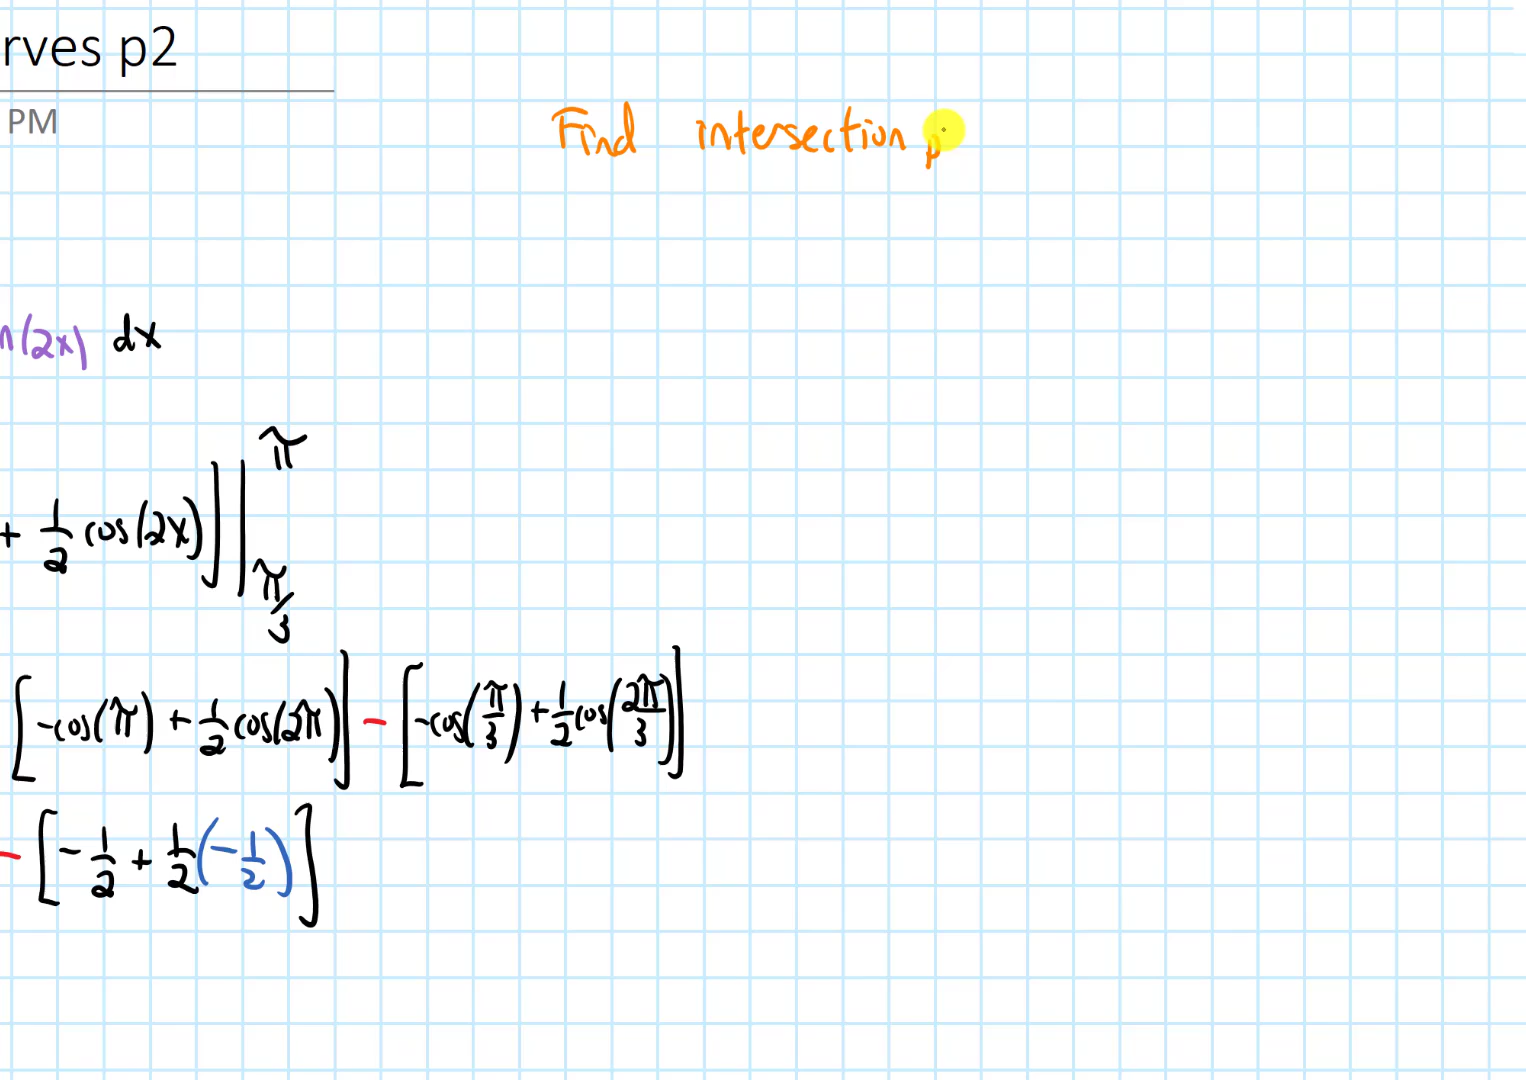 rves p2
PM
Find intersection p
n(2x) dx
+ 1/2 cos(2x)] |
π
π/3
[-cos(π) + 1/2 cos(2π)] - [-cos(π/3) + 1/2 cos(2π/3)]
- [-1/2 + 1/2(-1/2)]